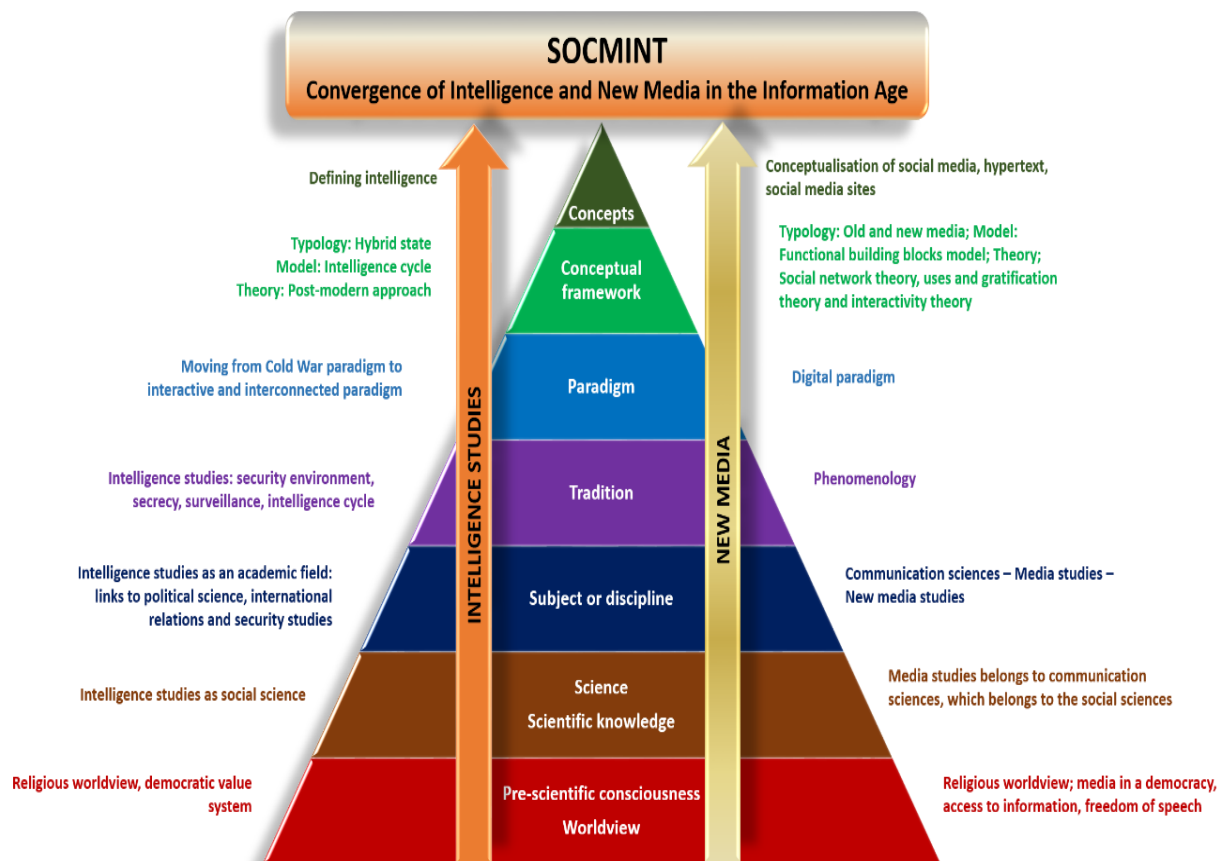 SOCMINT
Convergence of Intelligence and New Media in the Information Age
Defining intelligence
Concepts
Conceptualisation of social media, hypertext,
social media sites
Typology: Hybrid state
Model: Intelligence cycle
Theory: Post-modern approach
Conceptual
framework
Typology: Old and new media; Model:
Functional building blocks model; Theory;
Social network theory, uses and gratification
theory and interactivity theory
Moving from Cold War paradigm to
interactive and interconnected paradigm
Paradigm
Digital paradigm
INTELLIGENCE STUDIES
NEW MEDIA
Intelligence studies: security environment,
secrecy, surveillance, intelligence cycle
Tradition
Phenomenology
Intelligence studies as an academic field:
links to political science, international
relations and security studies
Subject or discipline
Communication sciences – Media studies –
New media studies
Intelligence studies as social science
Science
Scientific knowledge
Media studies belongs to communication
sciences, which belongs to the social sciences
Religious worldview, democratic value
system
Pre-scientific consciousness
Worldview
Religious worldview; media in a democracy,
access to information, freedom of speech